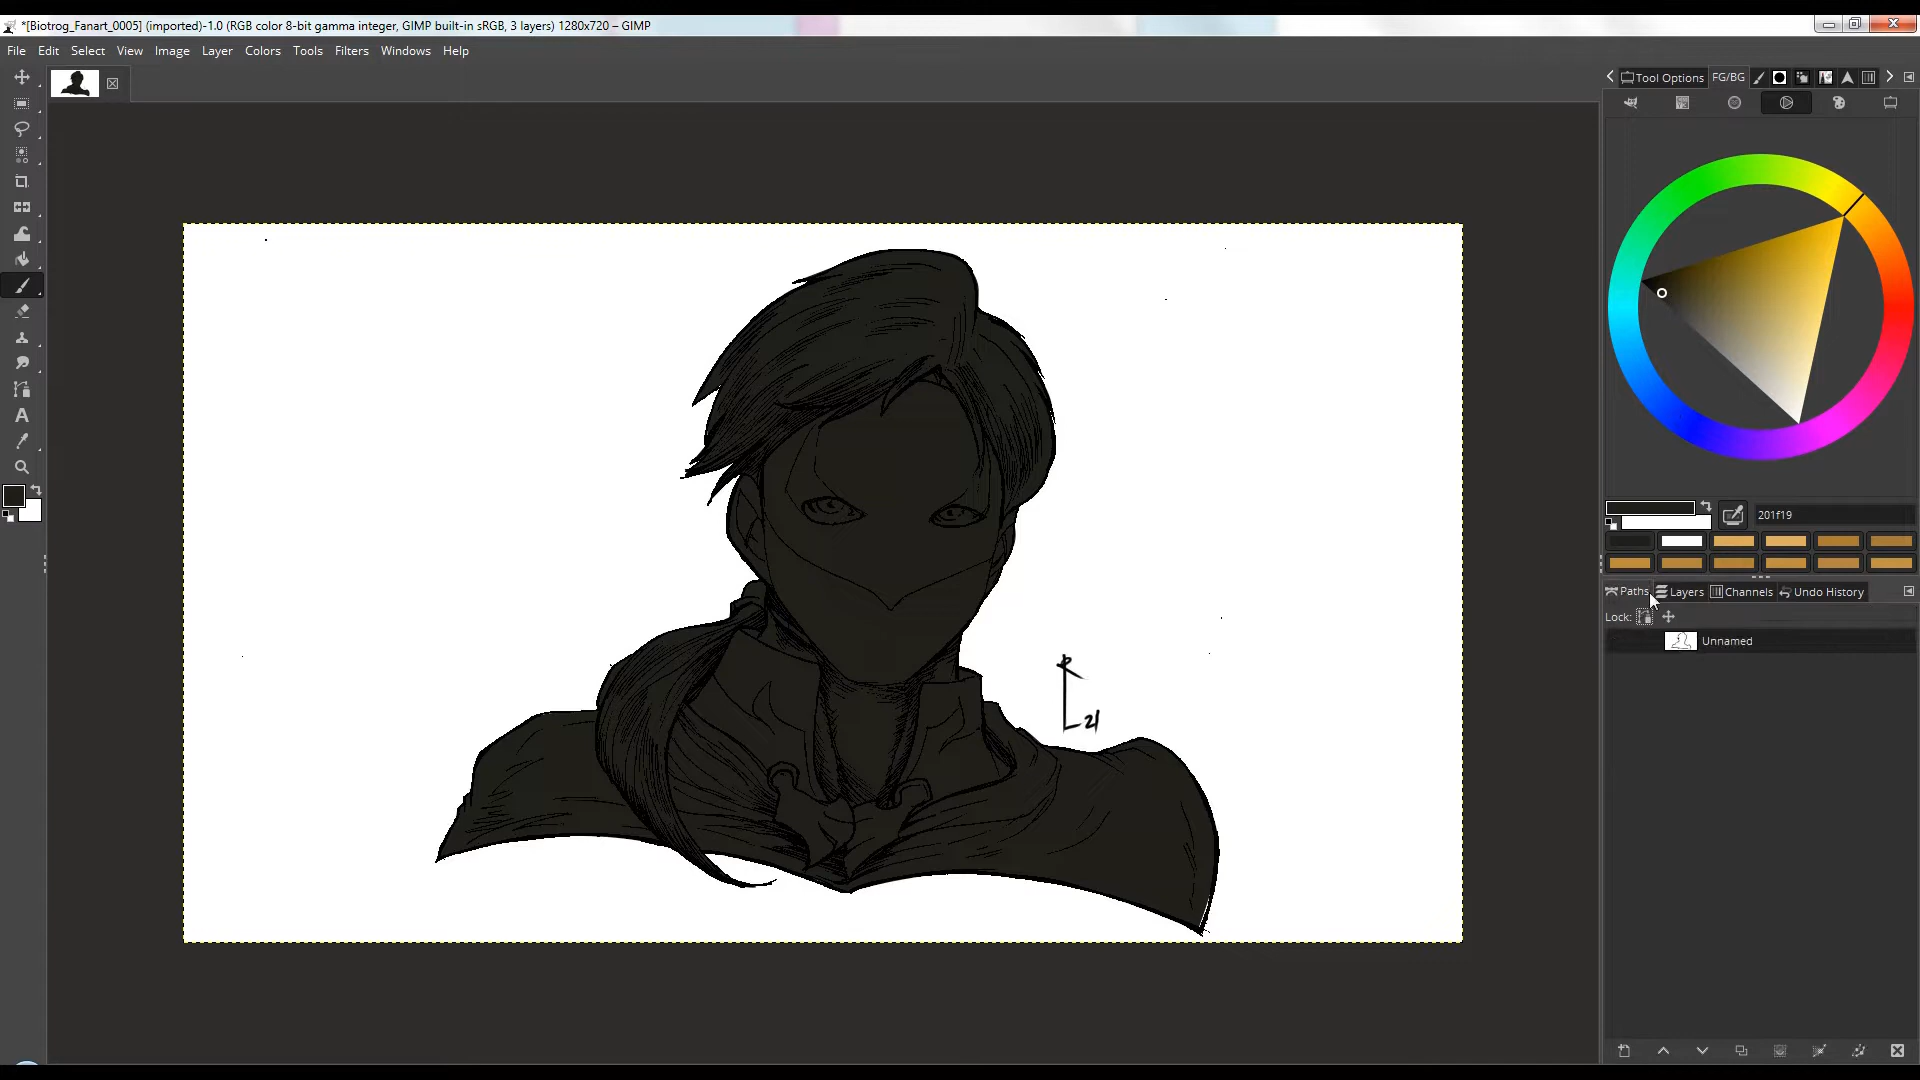 *[Biotrog_Fanart_0005] (imported)-1.0 (RGB color 8-bit gamma integer, GIMP built-in sRGB, 3 layers) 1280x720 – GIMP
File Edit Select View Image Layer Colors Tools Filters Windows Help
Tool Options FG/BG
201f19
Paths Layers Channels Undo History
Lock:
Unnamed
21